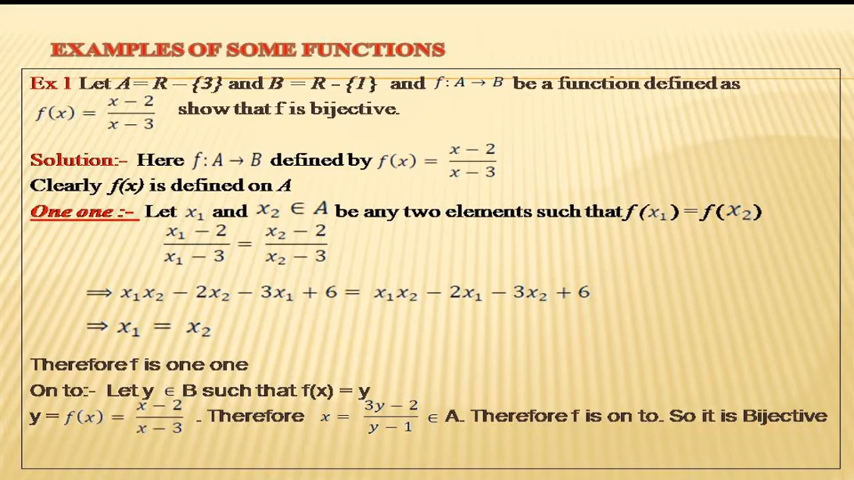 EXAMPLES OF SOME FUNCTIONS
Ex 1 Let A= R – {3} and B = R - {1} and f: A → B be a function defined as
f(x) = (x − 2)/(x − 3) show that f is bijective.
Solution:- Here f: A → B defined by f(x) = (x − 2)/(x − 3)
Clearly f(x) is defined on A
One one :- Let x₁ and x₂ ∈ A be any two elements such that f(x₁) = f(x₂)
(x₁ − 2)/(x₁ − 3) = (x₂ − 2)/(x₂ − 3)
⟹ x₁x₂ − 2x₂ − 3x₁ + 6 = x₁x₂ − 2x₁ − 3x₂ + 6
⟹ x₁ = x₂
Therefore f is one one
On to:- Let y ∈ B such that f(x) = y
y = f(x) = (x − 2)/(x − 3) . Therefore x = (3y − 2)/(y − 1) ∈ A. Therefore f is on to. So it is Bijective